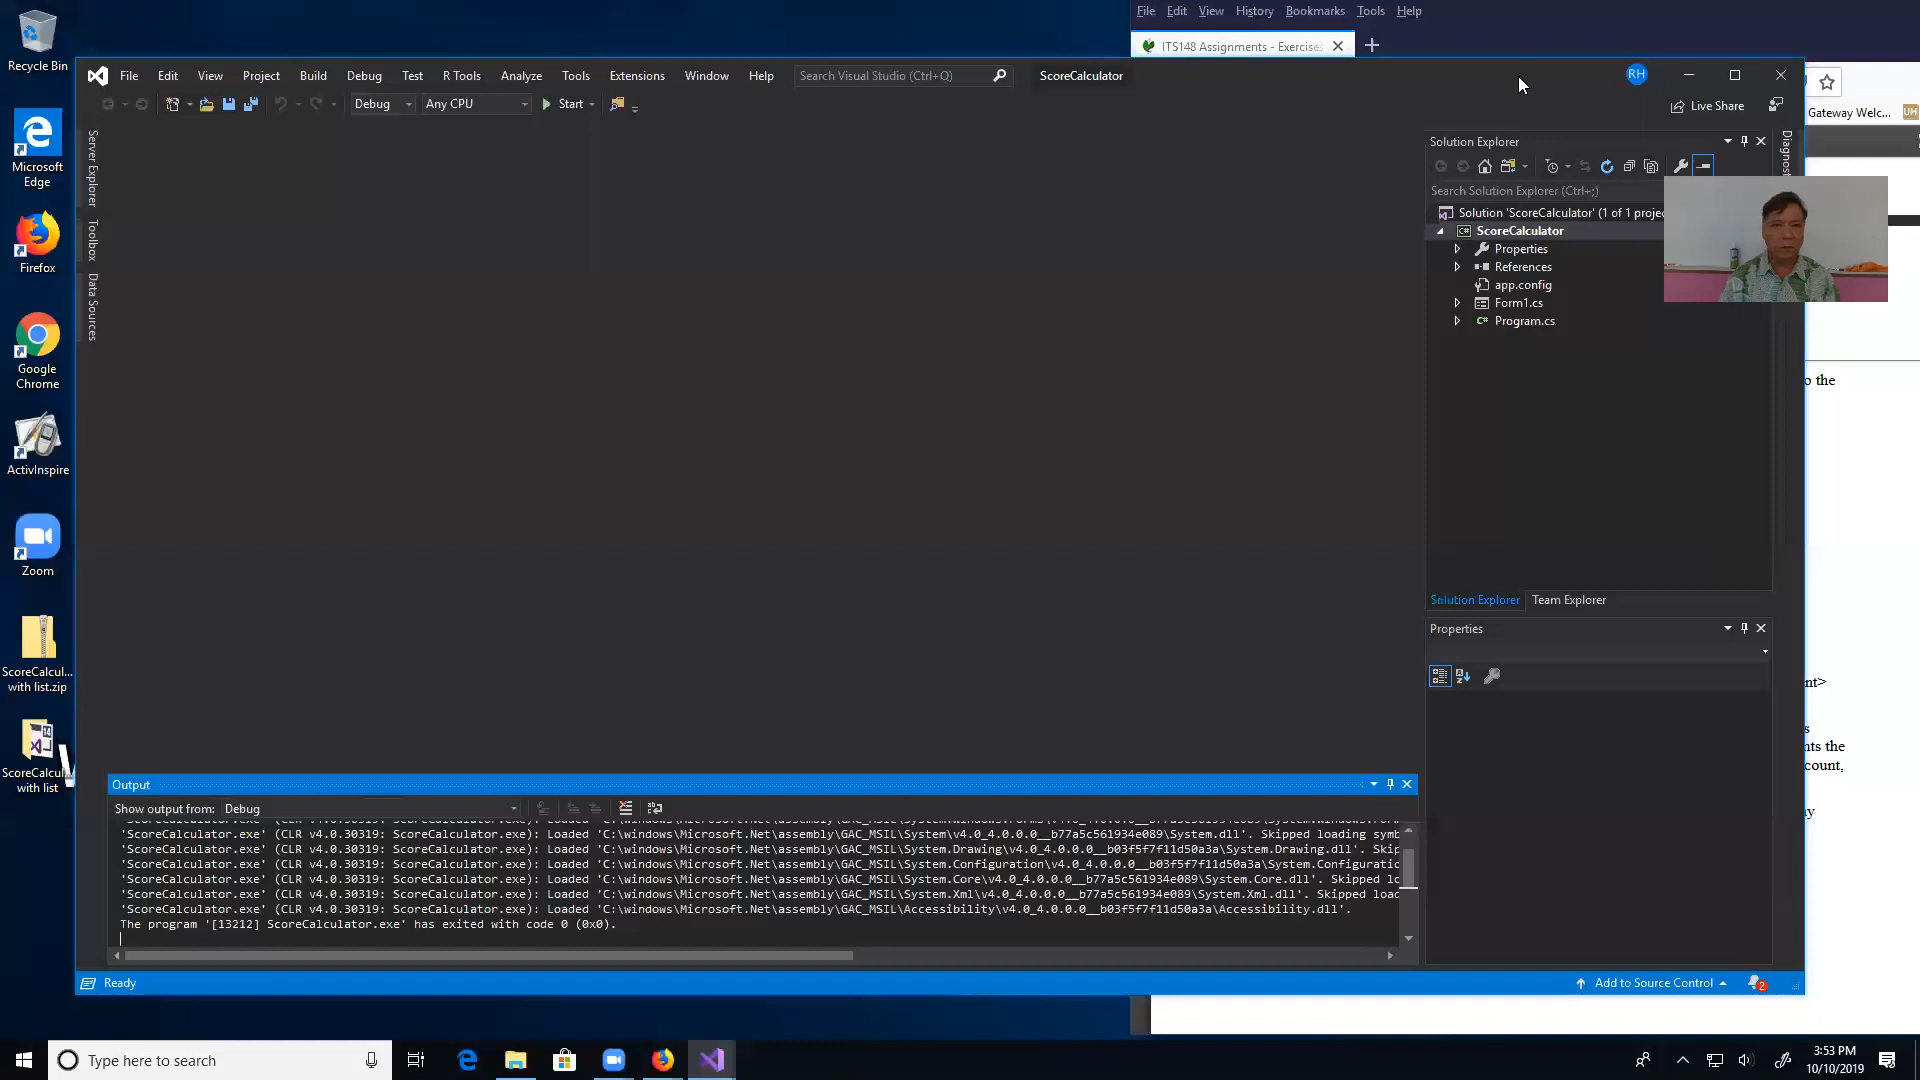 Recycle Bin
Microsoft
Edge
Firefox
Google
Chrome
ActivInspire
Zoom
ScoreCalcul...
with list.zip
ScoreCalcul...
with list
File Edit View History Bookmarks Tools Help
ITS148 Assignments - Exercises
File Edit View Project Build Debug Test R Tools Analyze Tools Extensions Window Help Search Visual Studio (Ctrl+Q) ScoreCalculator RH
Debug Any CPU Start Live Share
Gateway Welc... UH
Server Explorer
Toolbox
Data Sources
Solution Explorer
Search Solution Explorer (Ctrl+;)
Solution 'ScoreCalculator' (1 of 1 projec
C# ScoreCalculator
Properties
References
app.config
Form1.cs
C# Program.cs
Solution Explorer Team Explorer
Properties
o the
nt>
s
nts the
count,
Output
Show output from: Debug
'ScoreCalculator.exe' (CLR v4.0.30319: ScoreCalculator.exe): Loaded 'C:\windows\Microsoft.Net\assembly\GAC_MSIL\System\v4.0_4.0.0.0__b77a5c561934e089\System.dll'. Skipped loading symb
'ScoreCalculator.exe' (CLR v4.0.30319: ScoreCalculator.exe): Loaded 'C:\windows\Microsoft.Net\assembly\GAC_MSIL\System.Drawing\v4.0_4.0.0.0__b03f5f7f11d50a3a\System.Drawing.dll'. Skip
'ScoreCalculator.exe' (CLR v4.0.30319: ScoreCalculator.exe): Loaded 'C:\windows\Microsoft.Net\assembly\GAC_MSIL\System.Configuration\v4.0_4.0.0.0__b03f5f7f11d50a3a\System.Configuratic
'ScoreCalculator.exe' (CLR v4.0.30319: ScoreCalculator.exe): Loaded 'C:\windows\Microsoft.Net\assembly\GAC_MSIL\System.Core\v4.0_4.0.0.0__b77a5c561934e089\System.Core.dll'. Skipped lo
'ScoreCalculator.exe' (CLR v4.0.30319: ScoreCalculator.exe): Loaded 'C:\windows\Microsoft.Net\assembly\GAC_MSIL\System.Xml\v4.0_4.0.0.0__b77a5c561934e089\System.Xml.dll'. Skipped load
'ScoreCalculator.exe' (CLR v4.0.30319: ScoreCalculator.exe): Loaded 'C:\windows\Microsoft.Net\assembly\GAC_MSIL\Accessibility\v4.0_4.0.0.0__b03f5f7f11d50a3a\Accessibility.dll'.
The program '[13212] ScoreCalculator.exe' has exited with code 0 (0x0).
Ready Add to Source Control 2
Type here to search
3:53 PM
10/10/2019